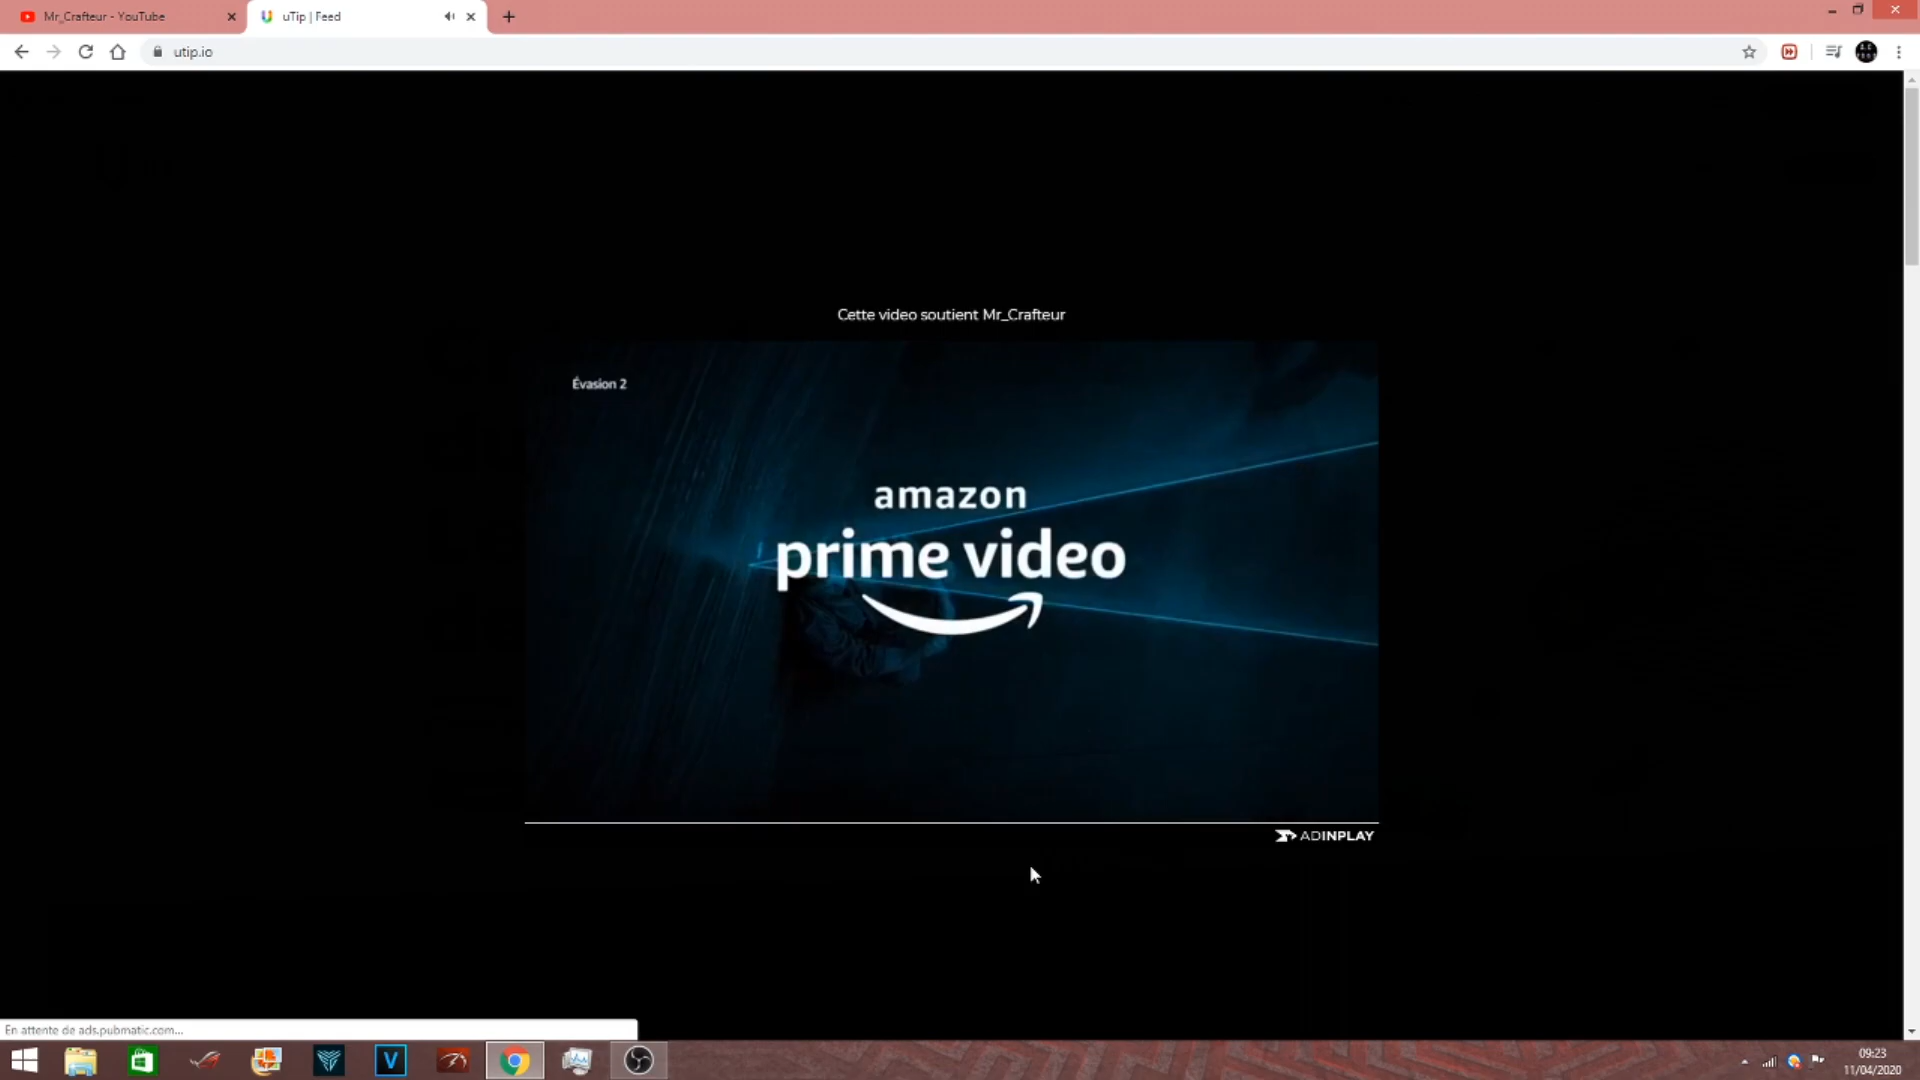 Mr_Crafteur - YouTube
uTip | Feed
utip.io
Cette video soutient Mr_Crafteur
Évasion 2
amazon
prime video
ADINPLAY
En attente de ads.pubmatic.com...
V
09:23
11/04/2020